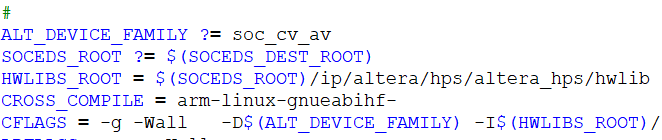 #
ALT_DEVICE_FAMILY ?= soc_cv_av
SOCEDS_ROOT ?= $(SOCEDS_DEST_ROOT)
HWLIBS_ROOT = $(SOCEDS_ROOT)/ip/altera/hps/altera_hps/hwlib
CROSS_COMPILE = arm-linux-gnueabihf-
CFLAGS = -g -Wall   -D$(ALT_DEVICE_FAMILY) -I$(HWLIBS_ROOT)/